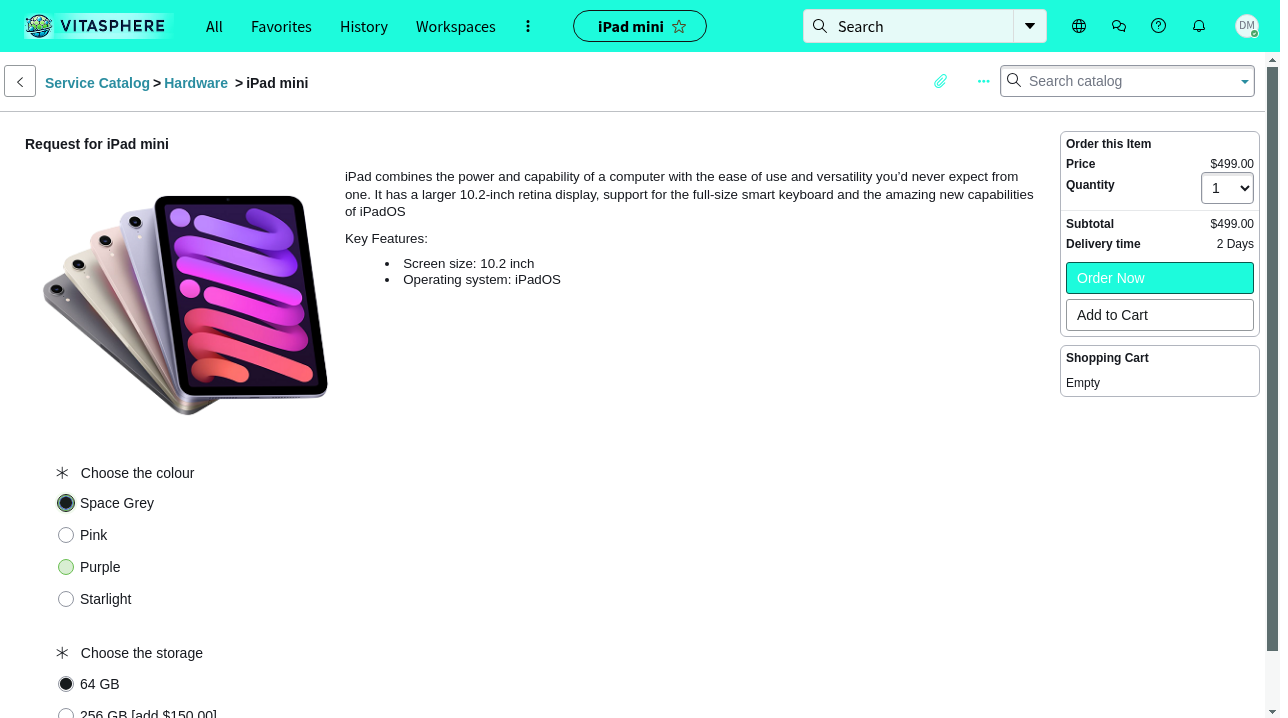 VITASPHERE All Favorites History Workspaces iPad mini Search DM
Service Catalog > Hardware > iPad mini Search catalog
Request for iPad mini
iPad combines the power and capability of a computer with the ease of use and versatility you'd never expect from
one. It has a larger 10.2-inch retina display, support for the full-size smart keyboard and the amazing new capabilities
of iPadOS
Key Features:
• Screen size: 10.2 inch
• Operating system: iPadOS
Order this Item
Price $499.00
Quantity 1
Subtotal $499.00
Delivery time 2 Days
Order Now
Add to Cart
Shopping Cart
Empty
Choose the colour
Space Grey
Pink
Purple
Starlight
Choose the storage
64 GB
256 GB [add $150.00]